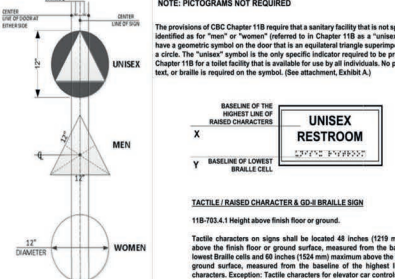 NOTE: PICTOGRAMS NOT REQUIRED
CENTER
LINE OF DOOR AT
EITHER SIDE
CENTER
LINE OF SIGN
The provisions of CBC Chapter 11B require that a sanitary facility that is not sp
identified as for "men" or "women" (referred to in Chapter 11B as a "unisex
have a geometric symbol on the door that is an equilateral triangle superimpo
a circle. The "unisex" symbol is the only specific indicator required to be pr
Chapter 11B for a toilet facility that is available for use by all individuals. No p
text, or braille is required on the symbol. (See attachment, Exhibit A.)
12"
UNISEX
BASELINE OF THE
HIGHEST LINE OF
RAISED CHARACTERS
X
Y
BASELINE OF LOWEST
BRAILLE CELL
UNISEX
RESTROOM
12"
MEN
12"
TACTILE / RAISED CHARACTER & GD-II BRAILLE SIGN
11B-703.4.1 Height above finish floor or ground.
12"
DIAMETER
WOMEN
Tactile characters on signs shall be located 48 inches (1219 m
above the finish floor or ground surface, measured from the ba
lowest Braille cells and 60 inches (1524 mm) maximum above the
ground surface, measured from the baseline of the highest l
characters. Exception: Tactile characters for elevator car control